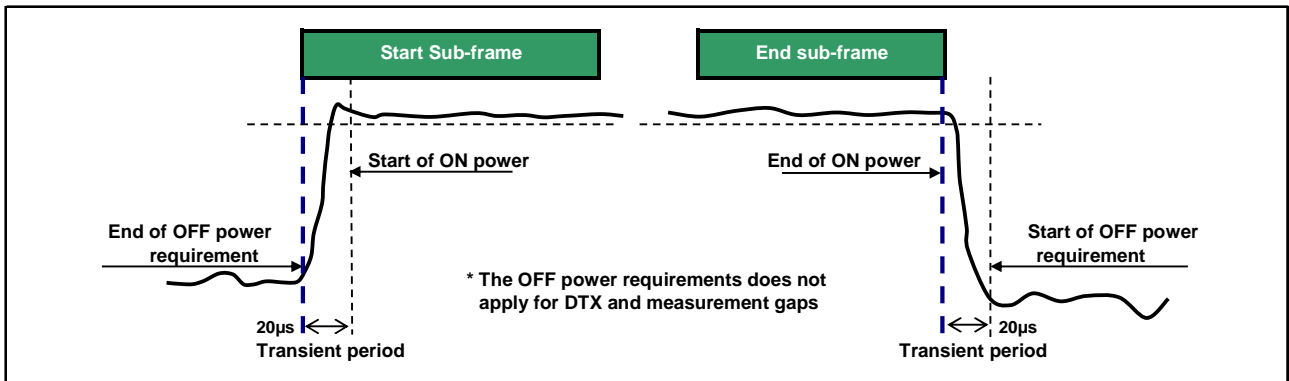 Start Sub-frame
End sub-frame
Start of ON power
End of ON power
End of OFF power
requirement
Start of OFF power
requirement
* The OFF power requirements does not
apply for DTX and measurement gaps
20µs
Transient period
20µs
Transient period